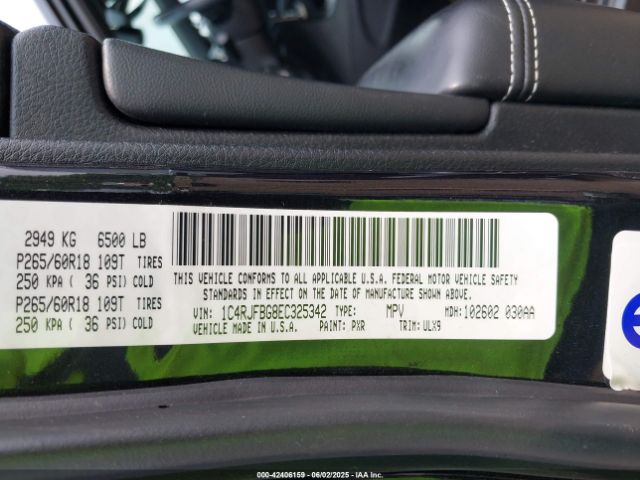 2949 KG 6500 LB
P265/60R18 109T TIRES
250 KPA ( 36 PSI) COLD
P265/60R18 109T TIRES
250 KPA ( 36 PSI) COLD
THIS VEHICLE CONFORMS TO ALL APPLICABLE U.S.A. FEDERAL MOTOR VEHICLE SAFETY
STANDARDS IN EFFECT ON THE DATE OF MANUFACTURE SHOWN ABOVE.
VIN: 1C4RJFBG8EC325342 TYPE: MPV MDH: 102602 030AA
VEHICLE MADE IN U.S.A. PAINT: PXR TRIM: ULX9
000-42406159 - 06/02/2025 - IAAI.com